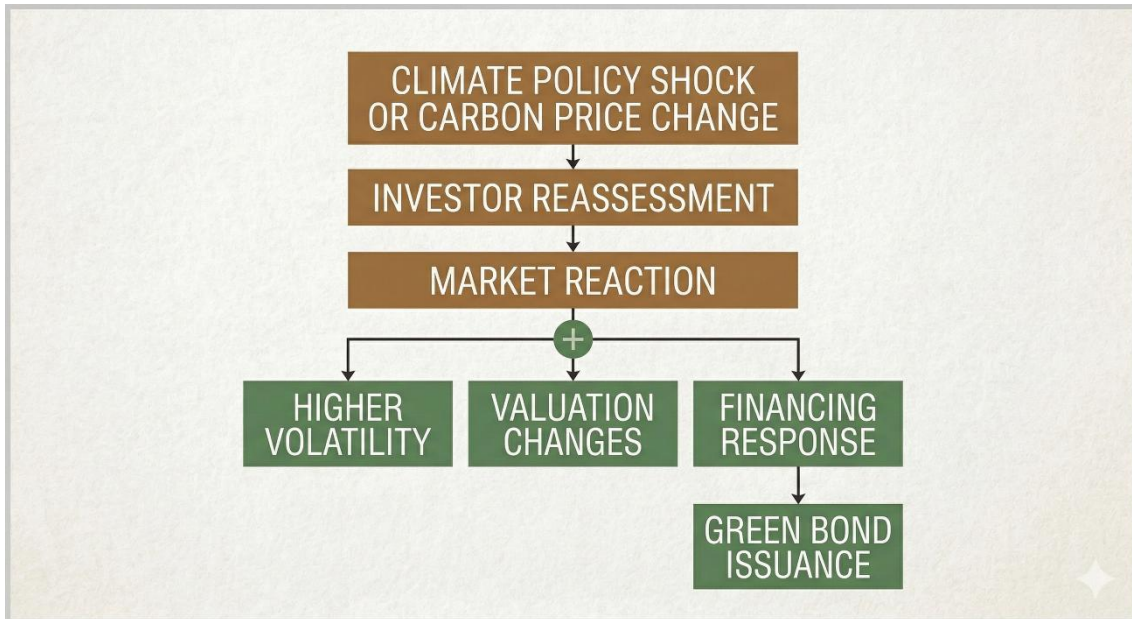 CLIMATE POLICY SHOCK
OR CARBON PRICE CHANGE
INVESTOR REASSESSMENT
MARKET REACTION
+
HIGHER
VOLATILITY
VALUATION
CHANGES
FINANCING
RESPONSE
GREEN BOND
ISSUANCE